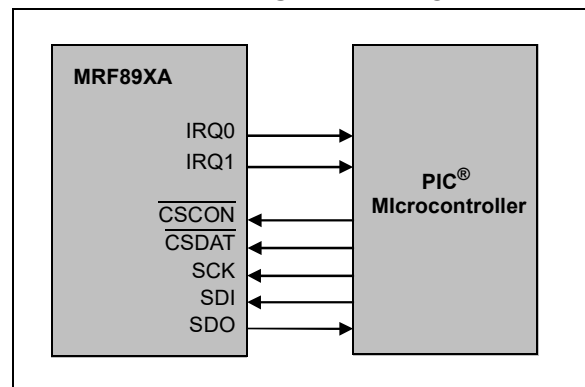 MRF89XA
IRQ0
IRQ1
CSCON
CSDAT
SCK
SDI
SDO
PIC®
MIcrocontroller